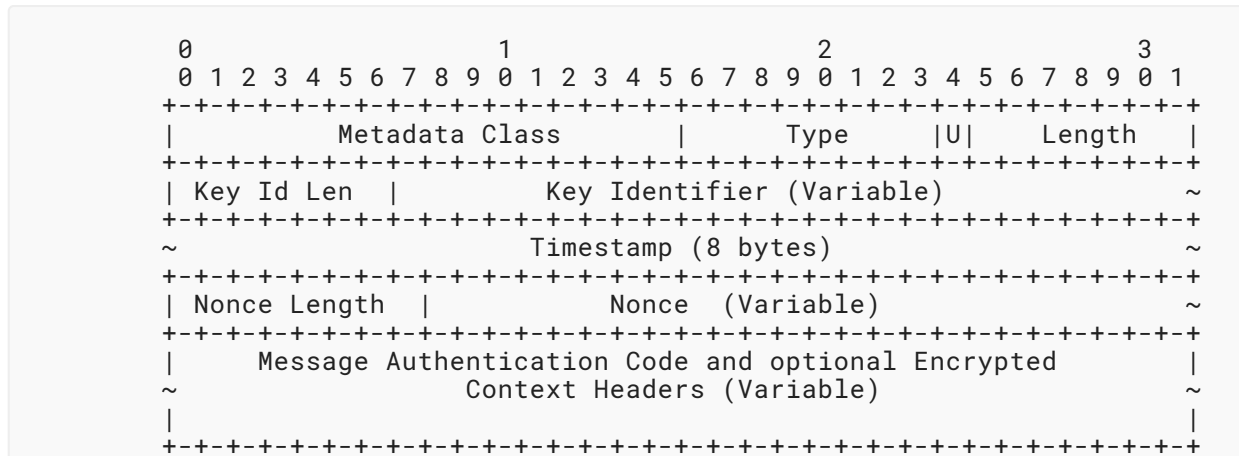 0                   1                   2                   3
0 1 2 3 4 5 6 7 8 9 0 1 2 3 4 5 6 7 8 9 0 1 2 3 4 5 6 7 8 9 0 1
+-+-+-+-+-+-+-+-+-+-+-+-+-+-+-+-+-+-+-+-+-+-+-+-+-+-+-+-+-+-+-+-+
|          Metadata Class       |      Type     |U|    Length   |
+-+-+-+-+-+-+-+-+-+-+-+-+-+-+-+-+-+-+-+-+-+-+-+-+-+-+-+-+-+-+-+-+
| Key Id Len  |         Key Identifier (Variable)               ~
+-+-+-+-+-+-+-+-+-+-+-+-+-+-+-+-+-+-+-+-+-+-+-+-+-+-+-+-+-+-+-+-+
~                      Timestamp (8 bytes)                      ~
+-+-+-+-+-+-+-+-+-+-+-+-+-+-+-+-+-+-+-+-+-+-+-+-+-+-+-+-+-+-+-+-+
| Nonce Length  |           Nonce  (Variable)                   ~
+-+-+-+-+-+-+-+-+-+-+-+-+-+-+-+-+-+-+-+-+-+-+-+-+-+-+-+-+-+-+-+-+
|     Message Authentication Code and optional Encrypted        |
~                  Context Headers (Variable)                   ~
|                                                               |
+-+-+-+-+-+-+-+-+-+-+-+-+-+-+-+-+-+-+-+-+-+-+-+-+-+-+-+-+-+-+-+-+